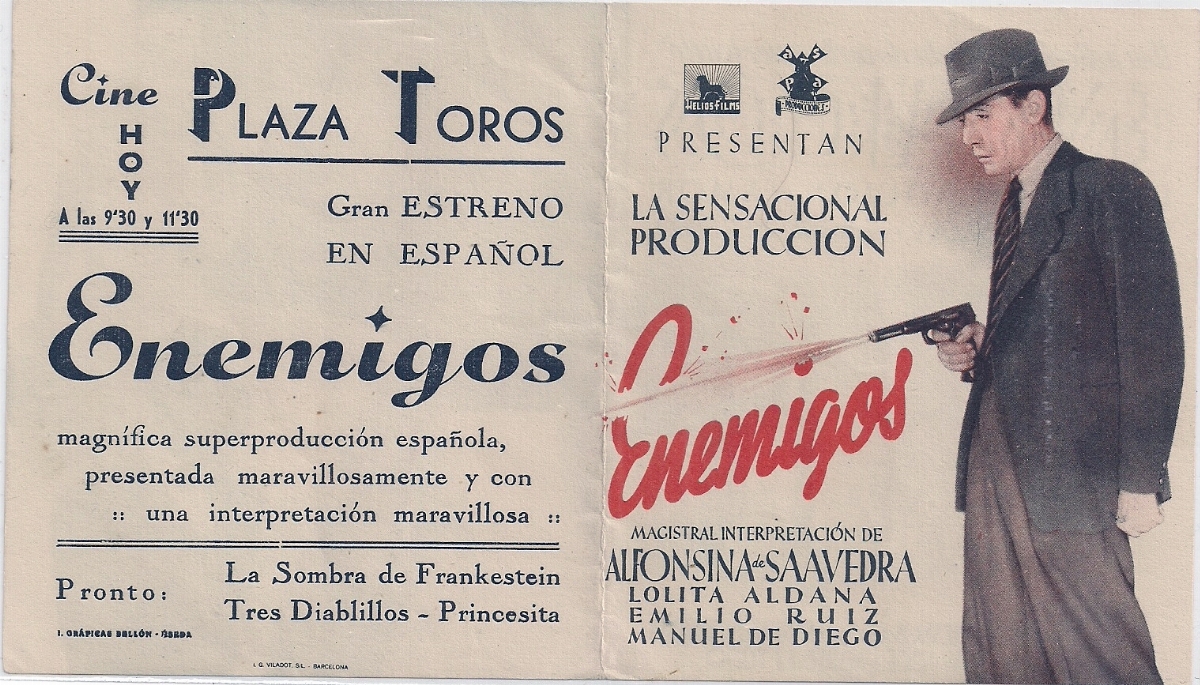 Cine
HOY
A las 9'30 y 11'30
PLAZA TOROS
Gran ESTRENO
EN ESPAÑOL
Enemigos
magnífica superproducción española,
presentada maravillosamente y con
:: una interpretación maravillosa ::
Pronto:
La Sombra de Frankestein
Tres Diablillos - Princesita
I. GRÁFICAS BELLÓN - ÚBEDA
I. G. VILADOT. S.L. - BARCELONA
HELIOS-FILMS
PRODUCCIONES
PRESENTAN
LA SENSACIONAL
PRODUCCION
Enemigos
MAGISTRAL INTERPRETACIÓN DE
ALFONSINA de SAAVEDRA
LOLITA ALDANA
EMILIO RUIZ
MANUEL DE DIEGO